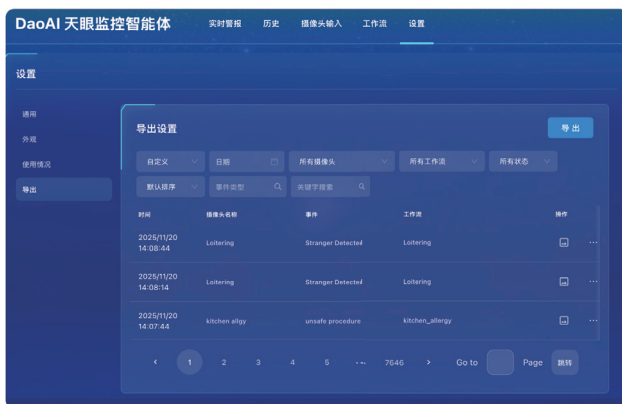 DaoAI 天眼监控智能体 实时警报 历史 摄像头输入 工作流 设置
设置
通用
外观
使用情况
导出
导出设置 导出
自定义 日期 所有摄像头 所有工作流 所有状态
默认排序 事件类型 关键字搜索
时间 摄像头名称 事件 工作流 操作
2025/11/20
14:08:44 Loitering Stranger Detected Loitering ...
2025/11/20
14:08:14 Loitering Stranger Detected Loitering ...
2025/11/20
14:07:44 kitchen allgy unsafe procedure kitchen_allergy ...
‹ 1 2 3 4 5 ... 7646 › Go to Page 跳转